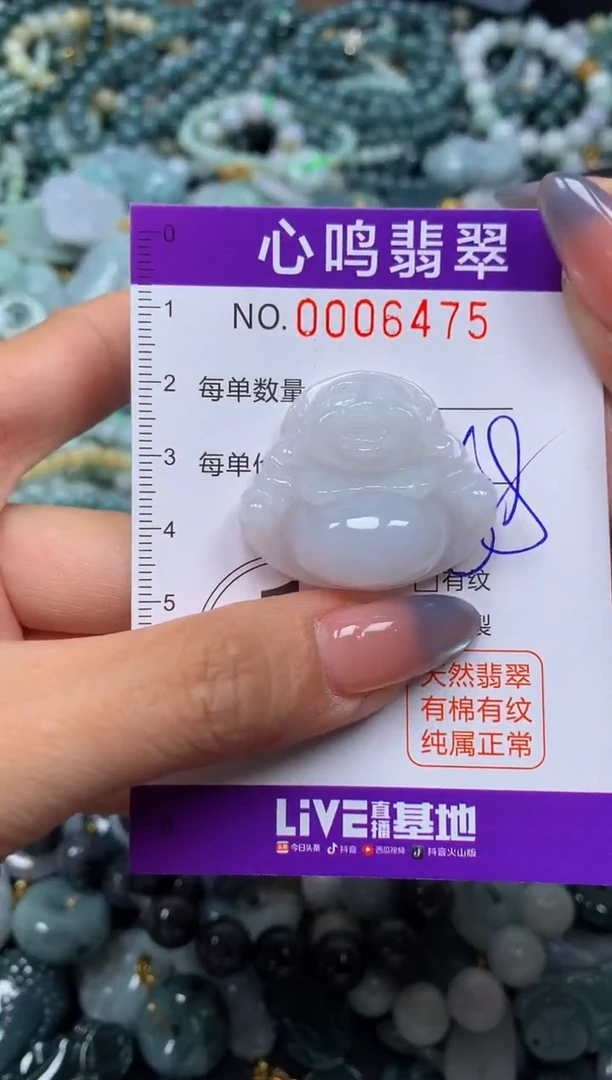 心鸣翡翠
0
1
NO.0006475
2
每单数量
3
每单
4
有纹
5
裂
天然翡翠
有棉有纹
纯属正常
LiVE直播基地
今日头条 抖音 西瓜视频 抖音火山版